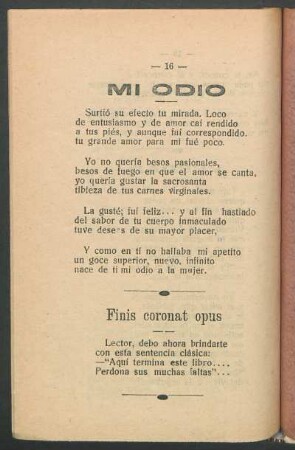 — 16 —
MI ODIO
Surtió su efecto tu mirada. Loco
de entusiasmo y de amor caí rendido
a tus piés, y aunque fuí correspondido.
tu grande amor para mi fué poco.
Yo no quería besos pasionales,
besos de fuego en que el amor se canta,
yo quería gustar la sacrosanta
tibieza de tus carnes virginales.
La gusté; fuí feliz... y al fin hastiado
del sabor de tu cuerpo inmaculado
tuve deseos de su mayor placer,
Y como en ti no hallaba mi apetito
un goce superior, nuevo, infinito
nace de ti mi odio a la mujer.
Finis coronat opus
Lector, debo ahora brindarte
con esta sentencia clásica:
—"Aquí termina este libro....
Perdona sus muchas faltas"...